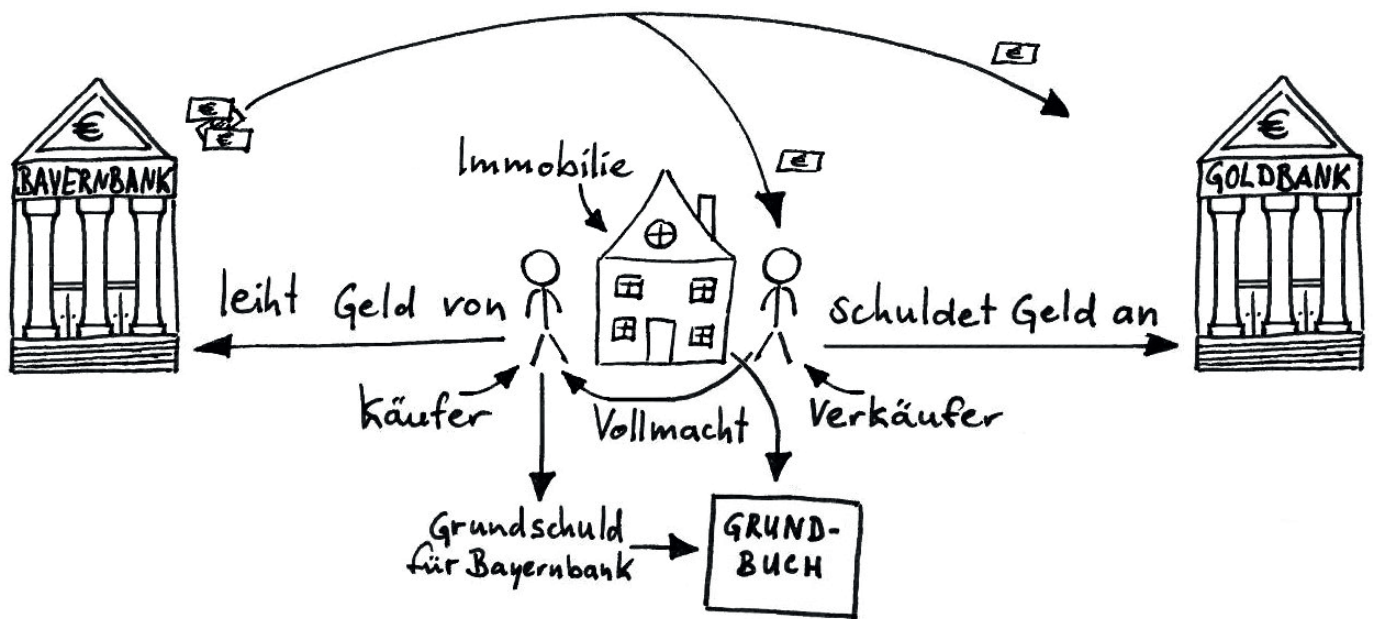 €
€
€
€
€
€
BAYERNBANK
Immobilie
GOLDBANK
leiht Geld von
schuldet Geld an
Käufer
Vollmacht
Verkäufer
Grundschuld
für Bayernbank
GRUND-
BUCH